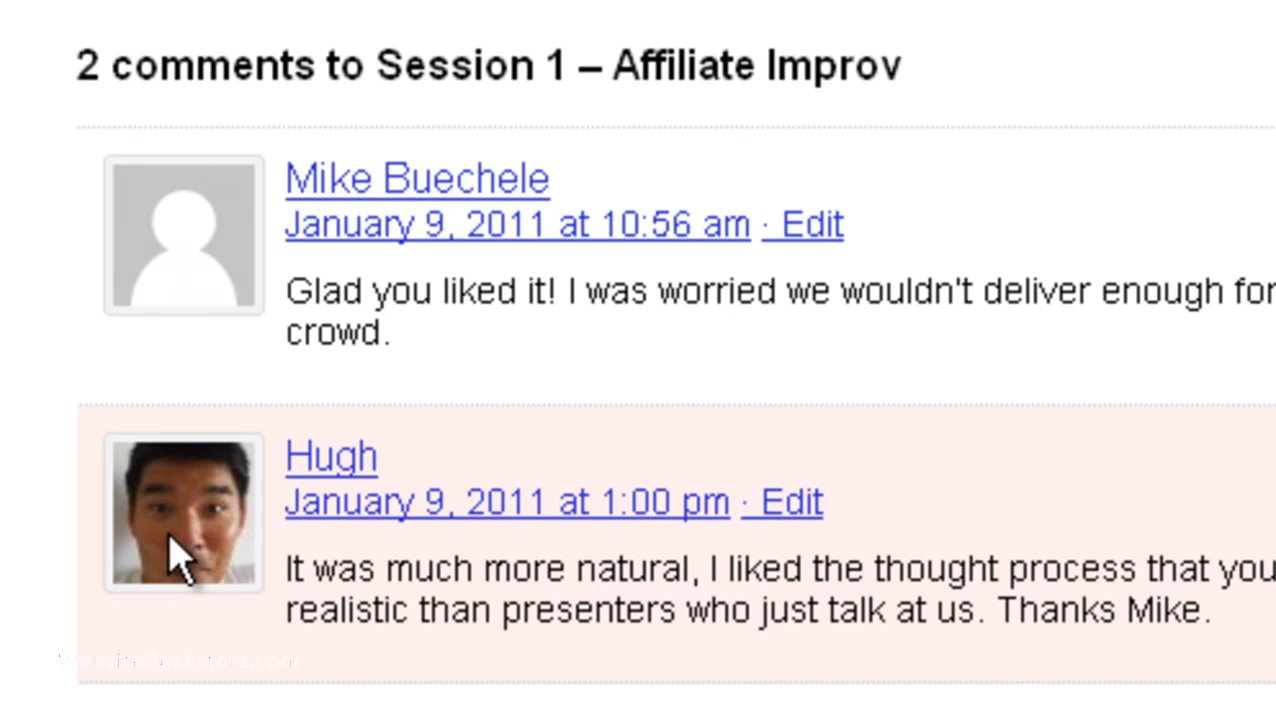 2 comments to Session 1 – Affiliate Improv
Mike Buechele
January 9, 2011 at 10:56 am · Edit
Glad you liked it! I was worried we wouldn't deliver enough for
crowd.
Hugh
January 9, 2011 at 1:00 pm · Edit
It was much more natural, I liked the thought process that you
realistic than presenters who just talk at us. Thanks Mike.
WebsiteRockstars.com